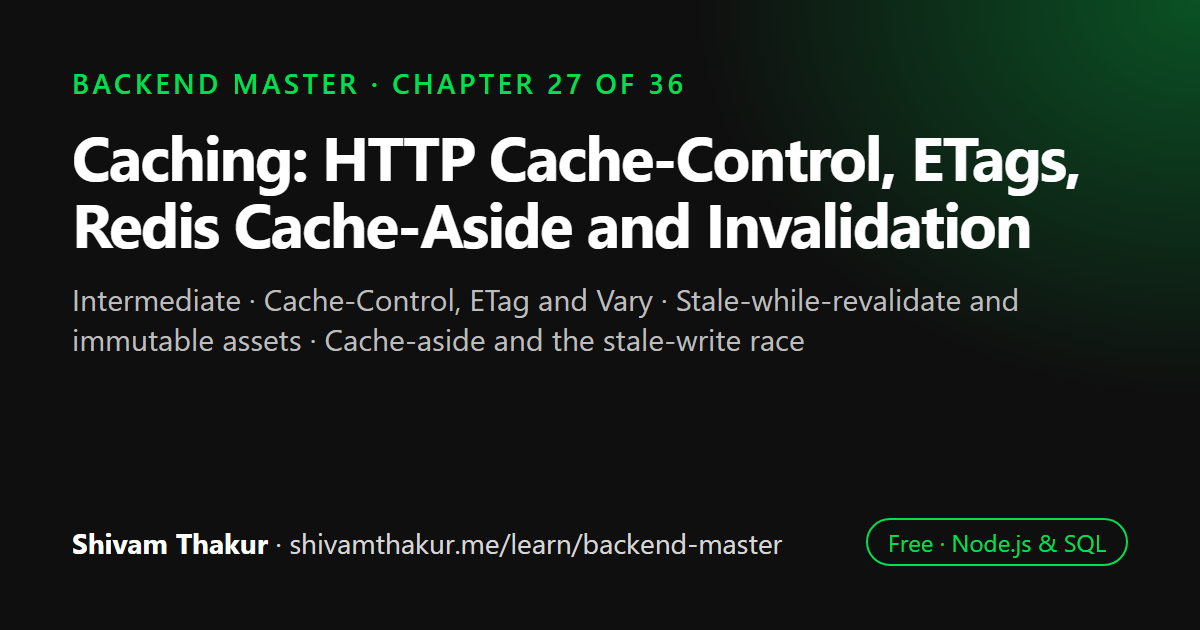 BACKEND MASTER · CHAPTER 27 OF 36
Caching: HTTP Cache-Control, ETags,
Redis Cache-Aside and Invalidation
Intermediate · Cache-Control, ETag and Vary · Stale-while-revalidate and
immutable assets · Cache-aside and the stale-write race
Shivam Thakur · shivamthakur.me/learn/backend-master
Free · Node.js & SQL